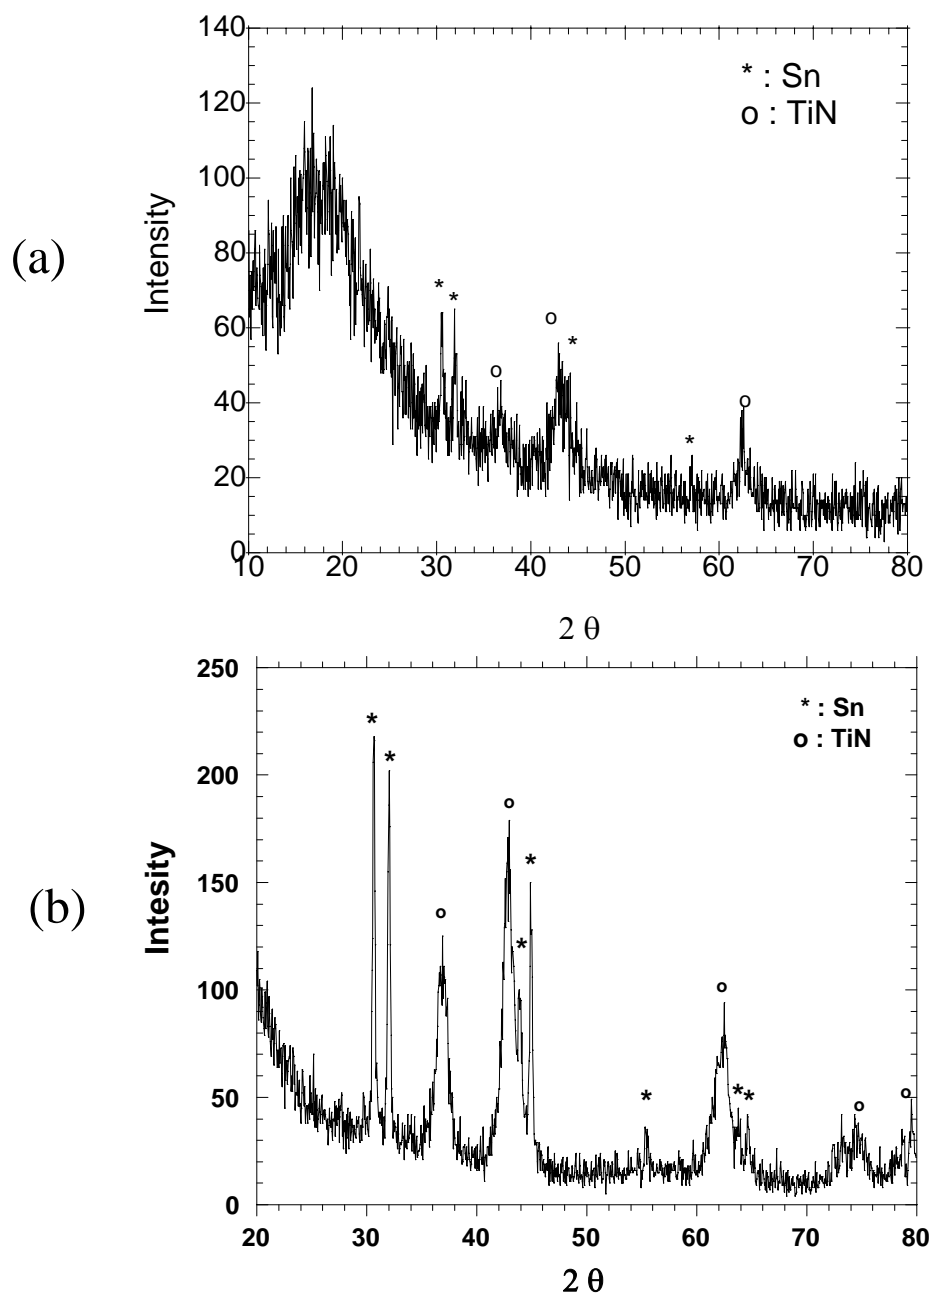 (a)
Intensity
140
120
100
80
60
40
20
0
* : Sn
o : TiN
* * o o * * o
10 20 30 40 50 60 70 80
2 θ
(b)
Intesity
250
200
150
100
50
0
* : Sn
o : TiN
* * o o * * * o * * o o
20 30 40 50 60 70 80
2 θ